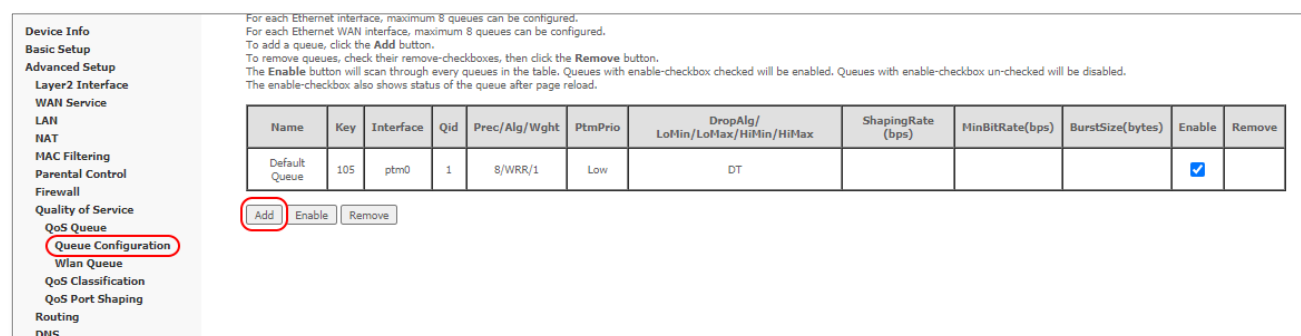 Device Info
Basic Setup
Advanced Setup
Layer2 Interface
WAN Service
LAN
NAT
MAC Filtering
Parental Control
Firewall
Quality of Service
QoS Queue
Queue Configuration
Wlan Queue
QoS Classification
QoS Port Shaping
Routing
DNS
For each Ethernet interface, maximum 8 queues can be configured.
For each Ethernet WAN interface, maximum 8 queues can be configured.
To add a queue, click the Add button.
To remove queues, check their remove-checkboxes, then click the Remove button.
The Enable button will scan through every queues in the table. Queues with enable-checkbox checked will be enabled. Queues with enable-checkbox un-checked will be disabled.
The enable-checkbox also shows status of the queue after page reload.
Name Key Interface Qid Prec/Alg/Wght PtmPrio DropAlg/ LoMin/LoMax/HiMin/HiMax ShapingRate (bps) MinBitRate(bps) BurstSize(bytes) Enable Remove
Default Queue 105 ptm0 1 8/WRR/1 Low DT
Add Enable Remove